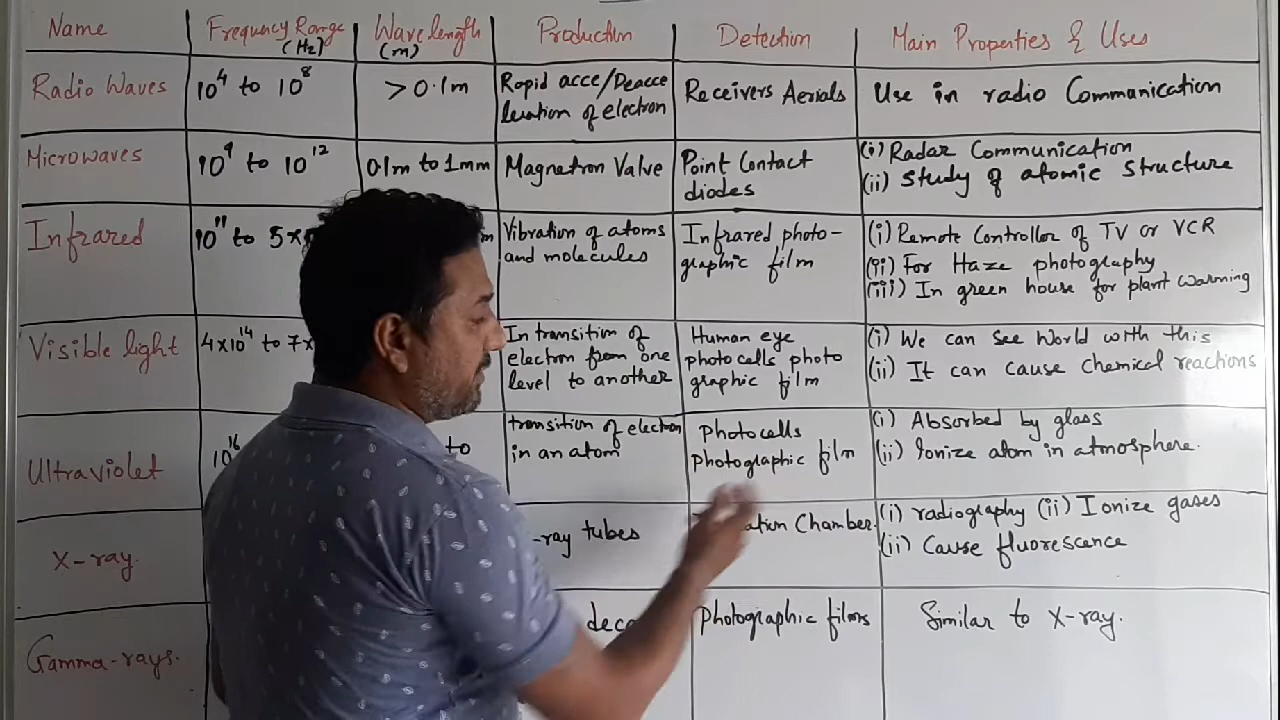 Name Frequency Range (Hz) Wavelength (m) Production Detection Main Properties & Uses
Radio Waves 10⁴ to 10⁸ > 0.1m Rapid acce/Deacce Receivers Aerials Use in radio Communication
leration of electron
Microwaves 10⁹ to 10¹² 0.1m to 1mm Magnetron Valve Point Contact (i) Radar Communication
diodes (ii) Study of atomic structure
Infrared 10¹¹ to 5x Vibration of atoms Infrared photo- (i) Remote Controller of TV or VCR
and molecules graphic film (ii) For Haze photography
(iii) In green house for plant warming
Visible light 4x10¹⁴ to 7x In transition of Human eye (i) We can see World with this
electron from one photocells photo (ii) It can cause chemical reactions
level to another graphic film
Ultraviolet 10¹⁶ to transition of electron Photocells (i) Absorbed by glass
in an atom Photographic film (ii) Ionize atom in atmosphere.
X-ray. -ray tubes Chamber (i) radiography (ii) Ionize gases
(ii) Cause fluorescence
Gamma-rays. Photographic films Similar to X-ray.